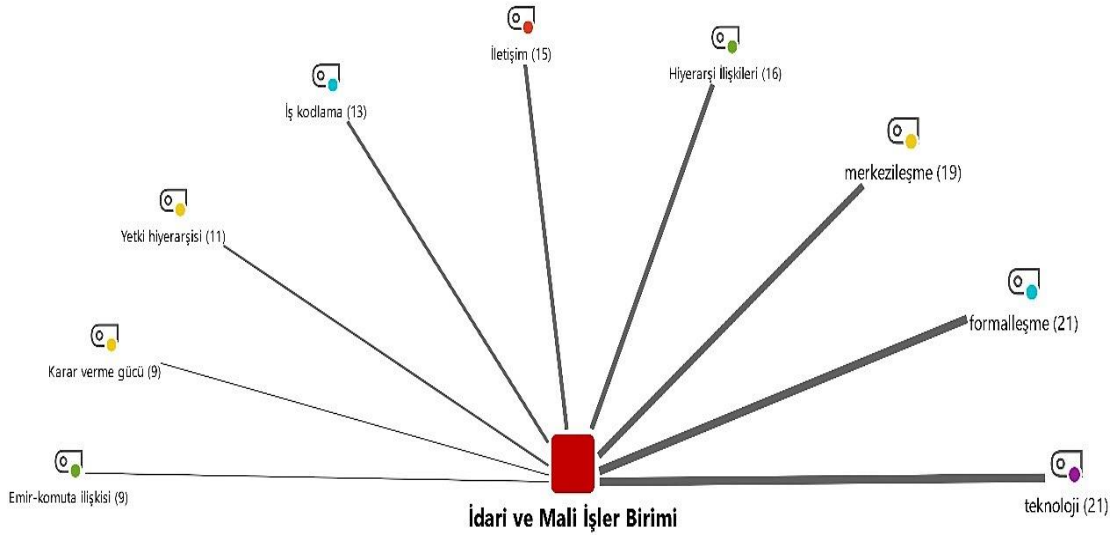 İletişim (15)
Hiyerarşi İlişkileri (16)
İş kodlama (13)
merkezileşme (19)
Yetki hiyerarşisi (11)
formalleşme (21)
Karar verme gücü (9)
Emir-komuta ilişkisi (9)
teknoloji (21)
İdari ve Mali İşler Birimi